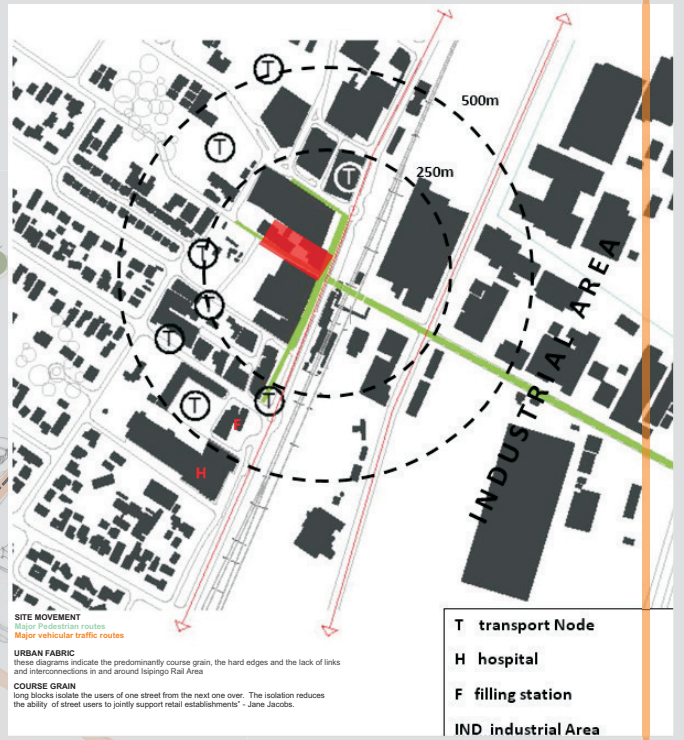 T
500m
T
250m
T
T
T
T
T
T
F
H
INDUSTRIAL AREA
SITE MOVEMENT
Major Pedestrian routes
Major vehicular traffic routes
URBAN FABRIC
these diagrams indicate the predominantly course grain, the hard edges and the lack of links
and interconnections in and around Isipingo Rail Area
COURSE GRAIN
long blocks isolate the users of one street from the next one over. The isolation reduces
the ability of street users to jointly support retail establishments" - Jane Jacobs.
T transport Node
H hospital
F filling station
IND industrial Area